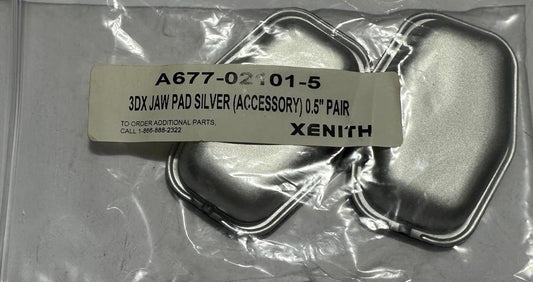 A677-02101-5
3DX JAW PAD SILVER (ACCESSORY) 0.5" PAIR
TO ORDER ADDITIONAL PARTS,
CALL 1-866-888-2322
XENITH